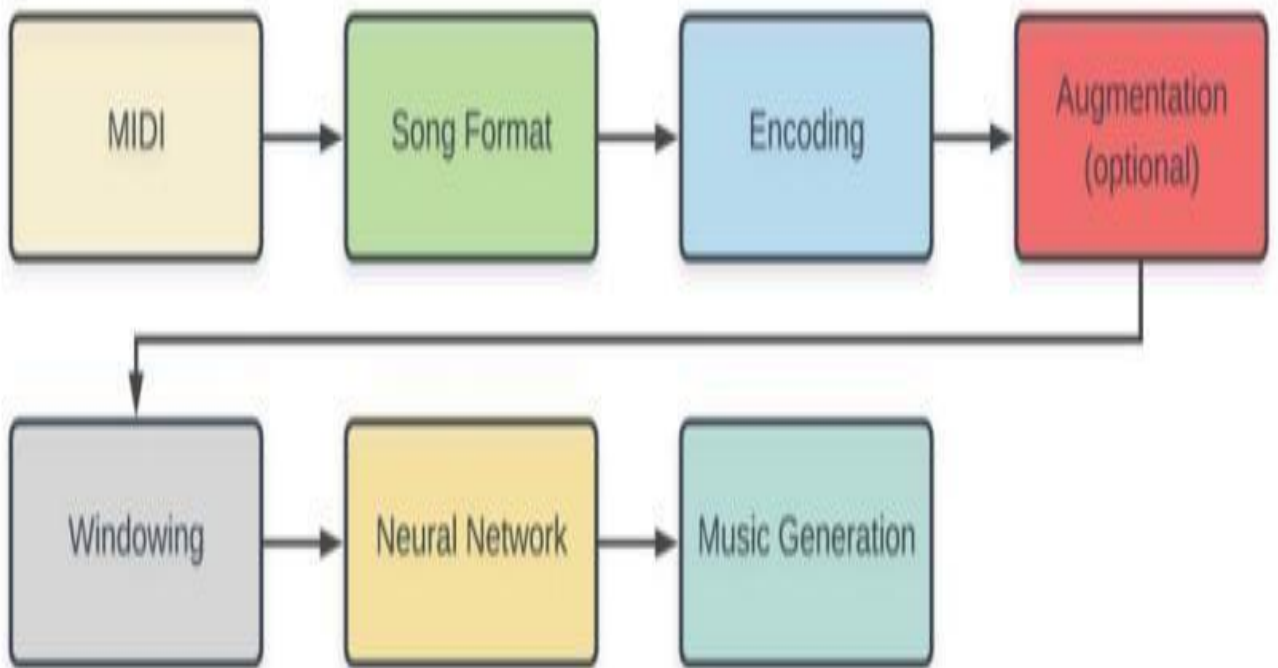 MIDI
Song Format
Encoding
Augmentation
(optional)
Windowing
Neural Network
Music Generation